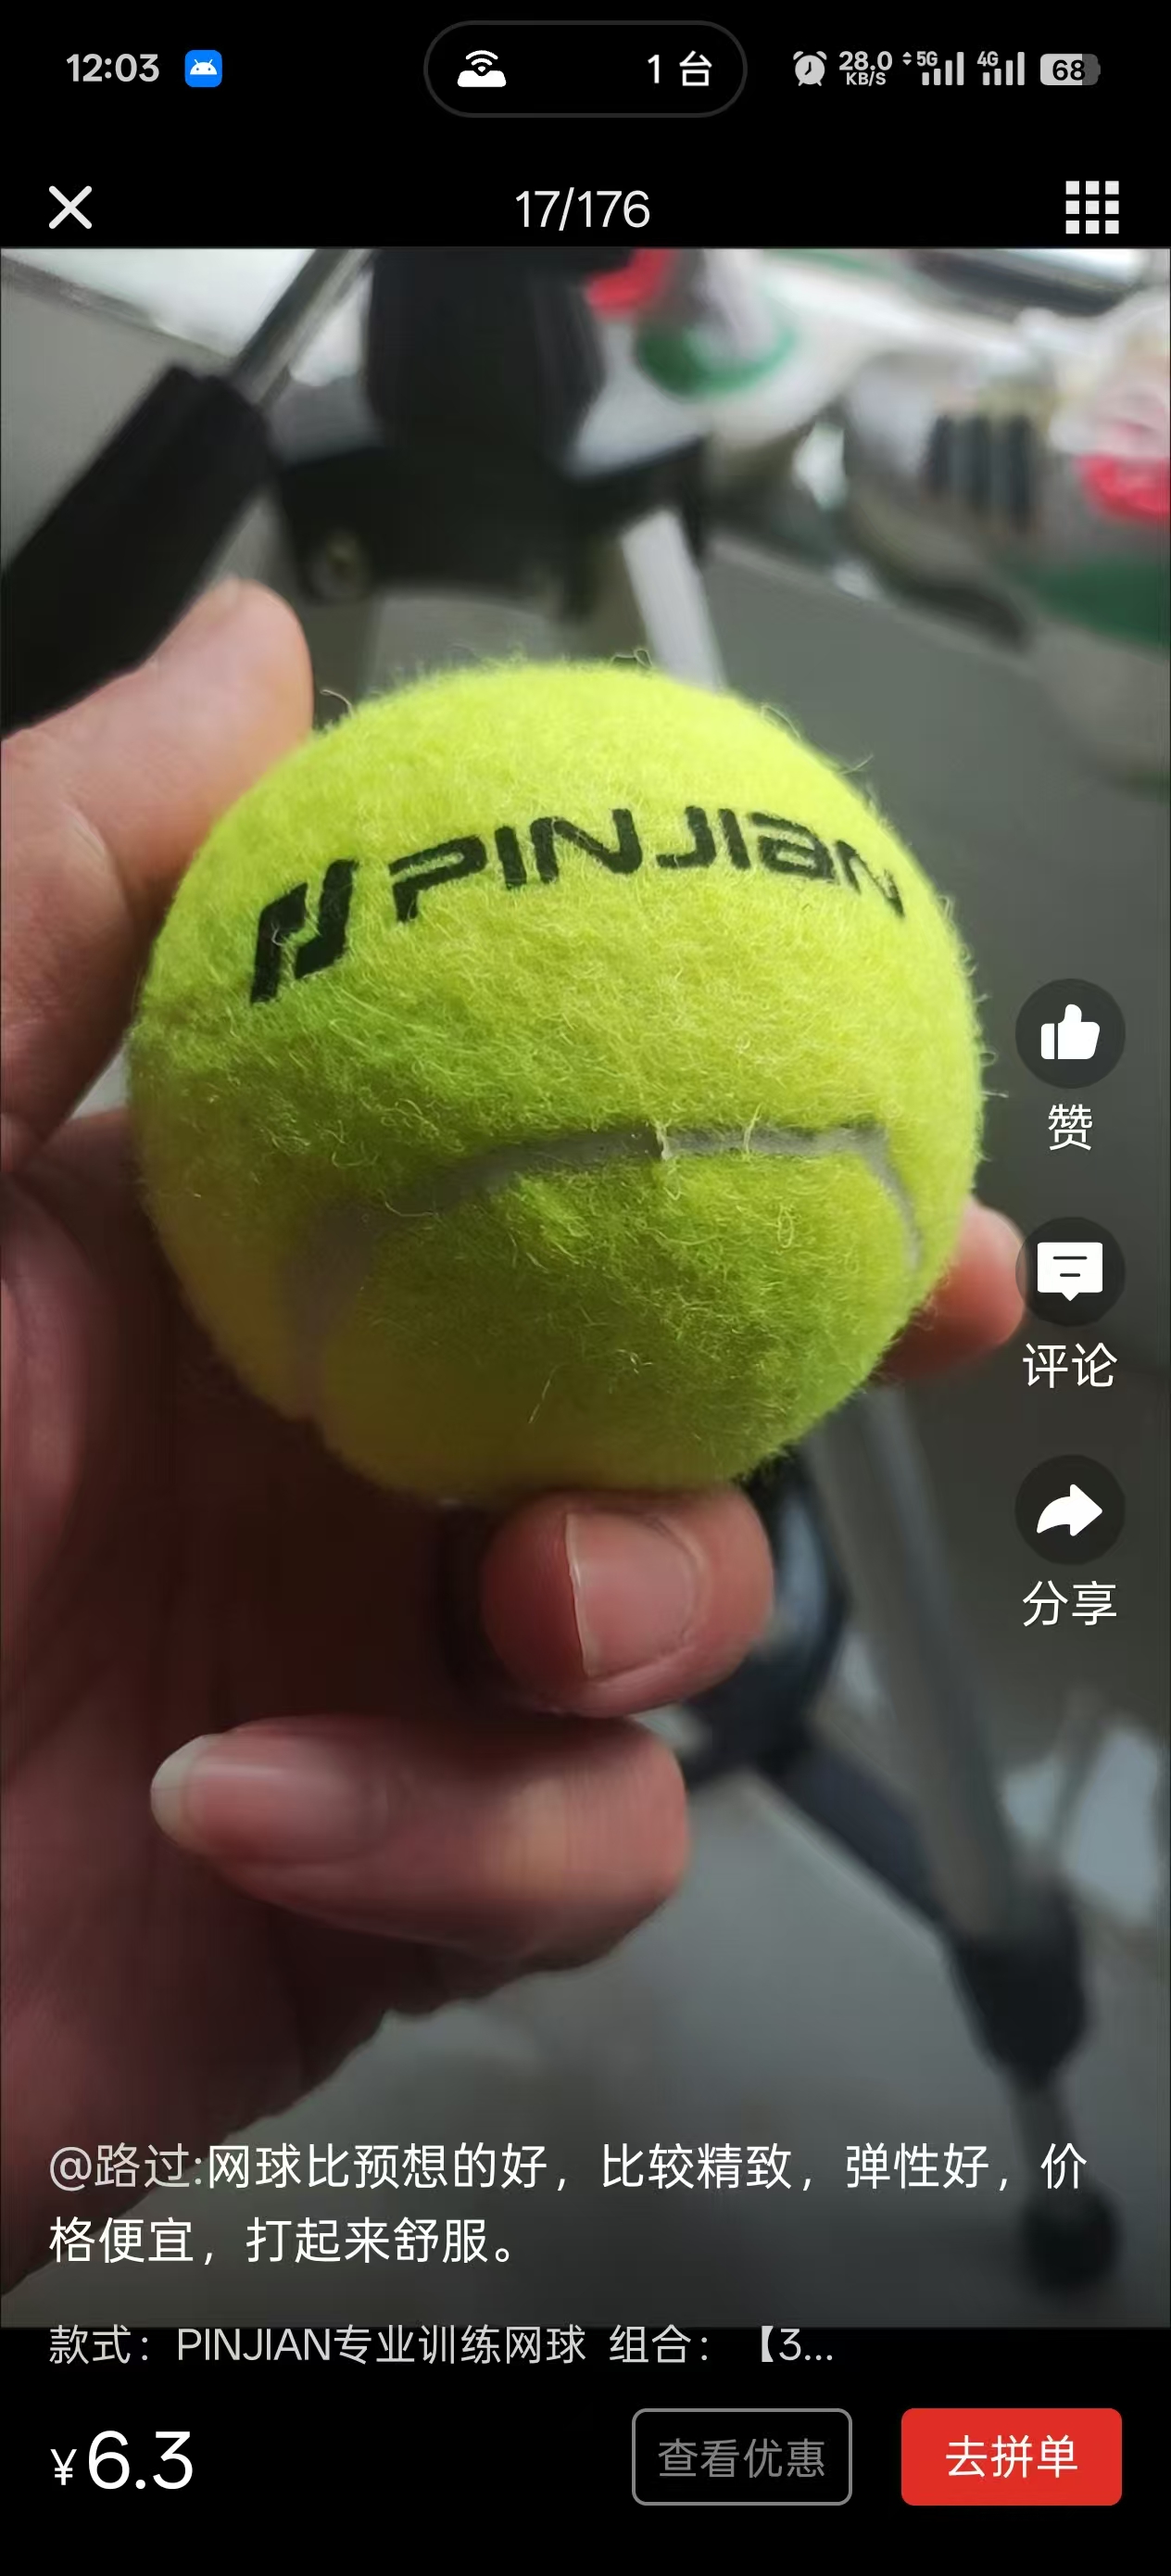 12:03
1 台
28.0 KB/S
5G
4G
68
17/176
PINJIAN
赞
评论
分享
@路过:网球比预想的好，比较精致，弹性好，价
格便宜，打起来舒服。
款式：PINJIAN专业训练网球 组合：【3...
¥6.3
查看优惠
去拼单